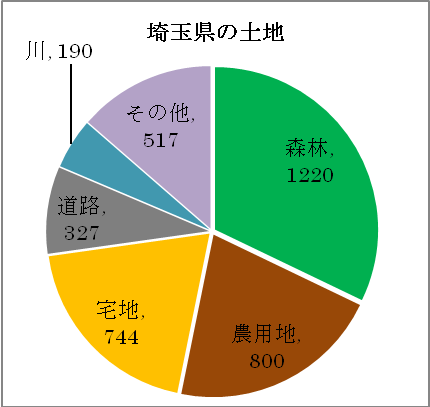 埼玉県の土地
川, 190
その他,
517
森林,
1220
道路,
327
宅地,
744
農用地,
800